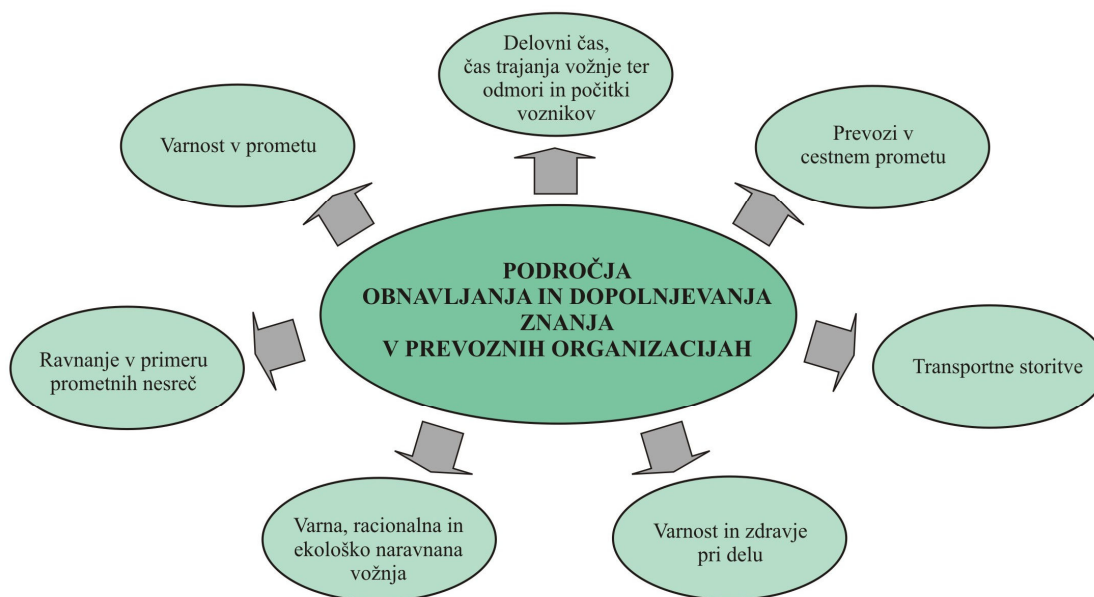 Delovni čas,
čas trajanja vožnje ter
odmori in počitki
voznikov
Varnost v prometu
Prevozi v
cestnem prometu
PODROČJA
OBNAVLJANJA IN DOPOLNJEVANJA
ZNANJA
V PREVOZNIH ORGANIZACIJAH
Ravnanje v primeru
prometnih nesreč
Transportne storitve
Varna, racionalna in
ekološko naravnana
vožnja
Varnost in zdravje
pri delu